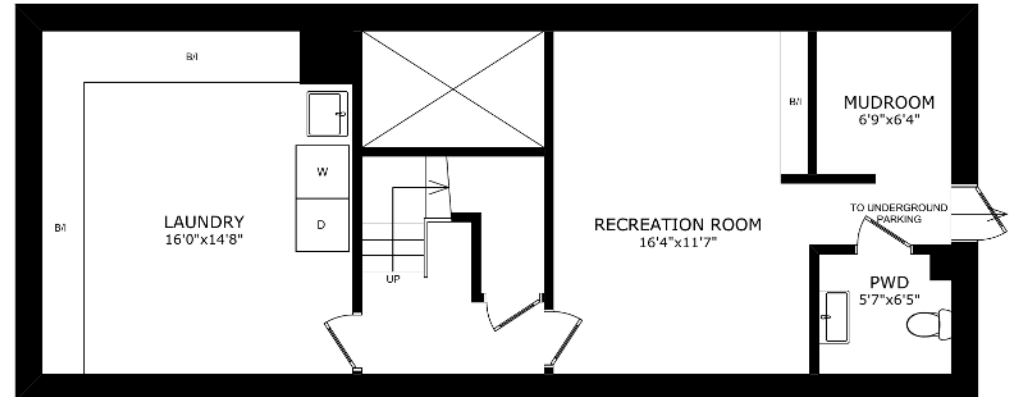 B/I
B/I
LAUNDRY
16'0"x14'8"
W
D
UP
RECREATION ROOM
16'4"x11'7"
B/I
MUDROOM
6'9"x6'4"
TO UNDERGROUND
PARKING
PWD
5'7"x6'5"